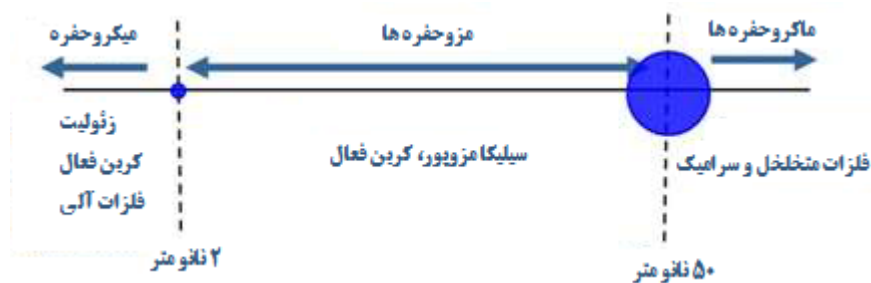 ماکروحفره ها
مزوحفره ها
میکروحفره
فلزات متخلخل و سرامیک
سیلیکا مزوپور، کربن فعال
زئولیت
کربن فعال
فلزات آلی
۵۰ نانو متر
۲ نانو متر